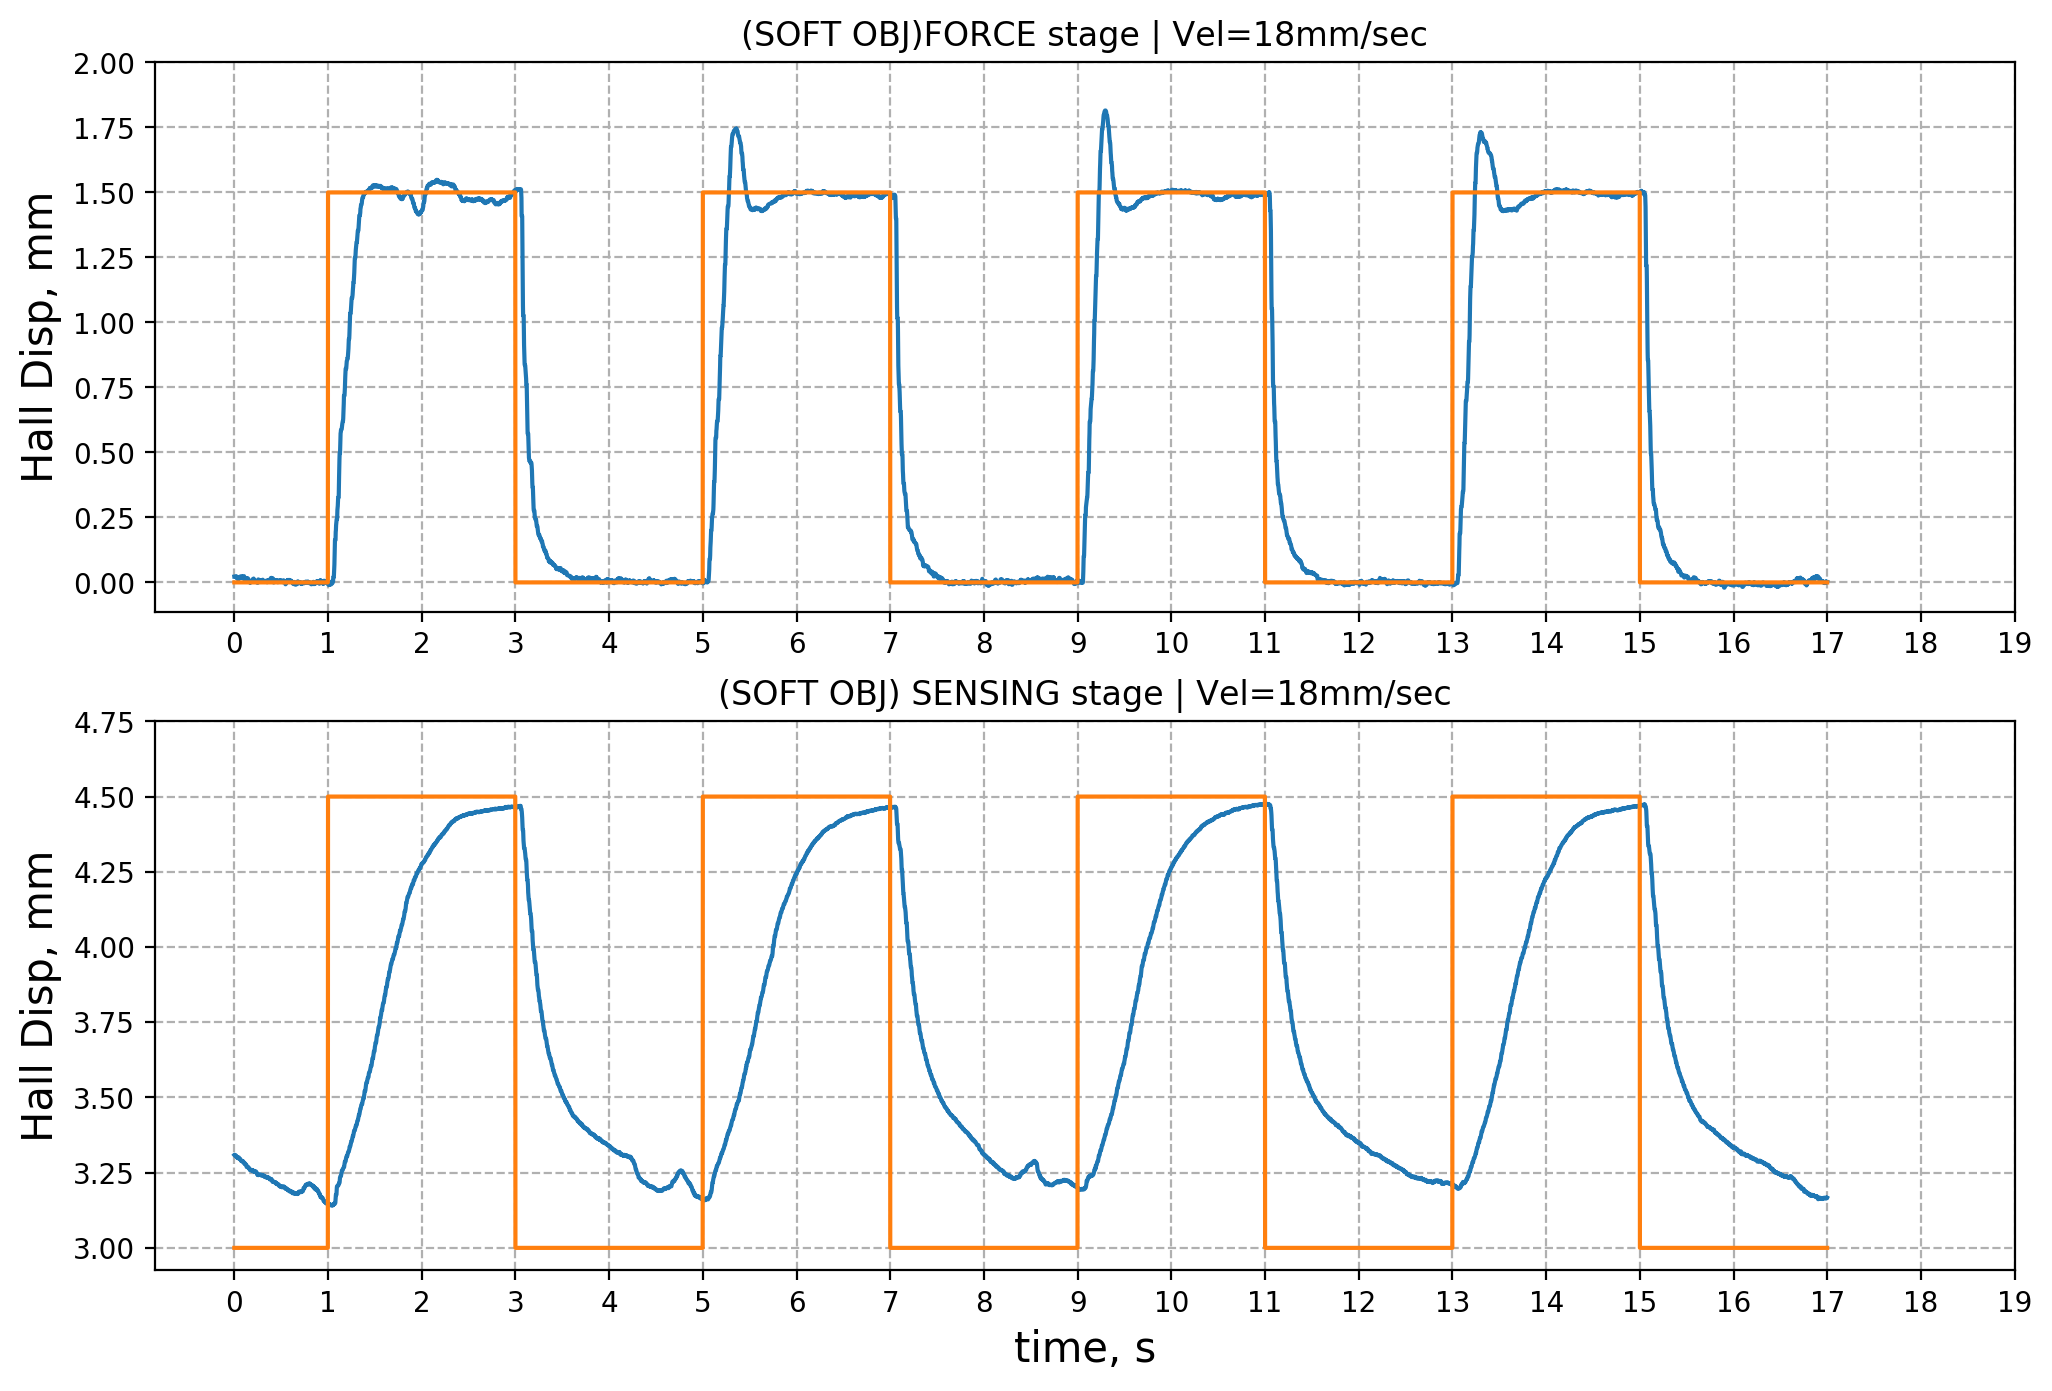 (SOFT OBJ)FORCE stage | Vel=18mm/sec
2.00
1.75
1.50
1.25
1.00
0.75
0.50
0.25
0.00
Hall Disp, mm
0 1 2 3 4 5 6 7 8 9 10 11 12 13 14 15 16 17 18 19
(SOFT OBJ) SENSING stage | Vel=18mm/sec
4.75
4.50
4.25
4.00
3.75
3.50
3.25
3.00
Hall Disp, mm
0 1 2 3 4 5 6 7 8 9 10 11 12 13 14 15 16 17 18 19
time, s